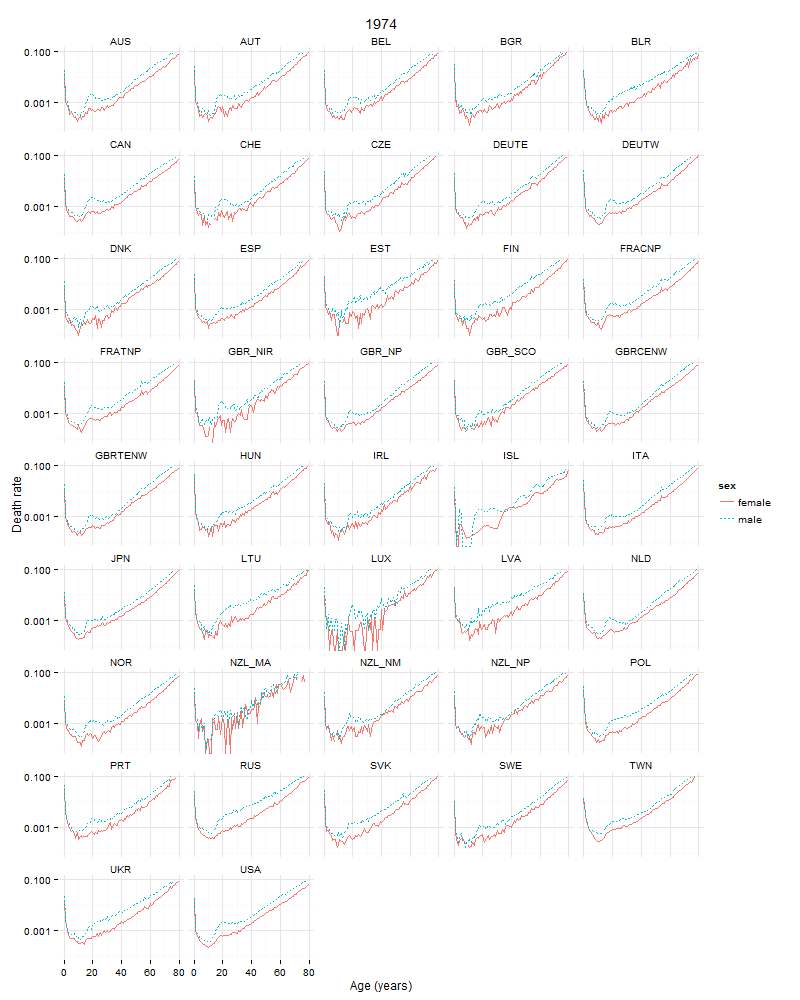 1974
AUS AUT BEL BGR BLR
0.100
0.001
CAN CHE CZE DEUTE DEUTW
0.100
0.001
DNK ESP EST FIN FRACNP
0.100
0.001
FRATNP GBR_NIR GBR_NP GBR_SCO GBRCENW
0.100
0.001
GBRTENW HUN IRL ISL ITA
0.100
0.001
Death rate
sex
female
male
JPN LTU LUX LVA NLD
0.100
0.001
NOR NZL_MA NZL_NM NZL_NP POL
0.100
0.001
PRT RUS SVK SWE TWN
0.100
0.001
UKR USA
0.100
0.001
0 20 40 60 80 0 20 40 60 80
Age (years)